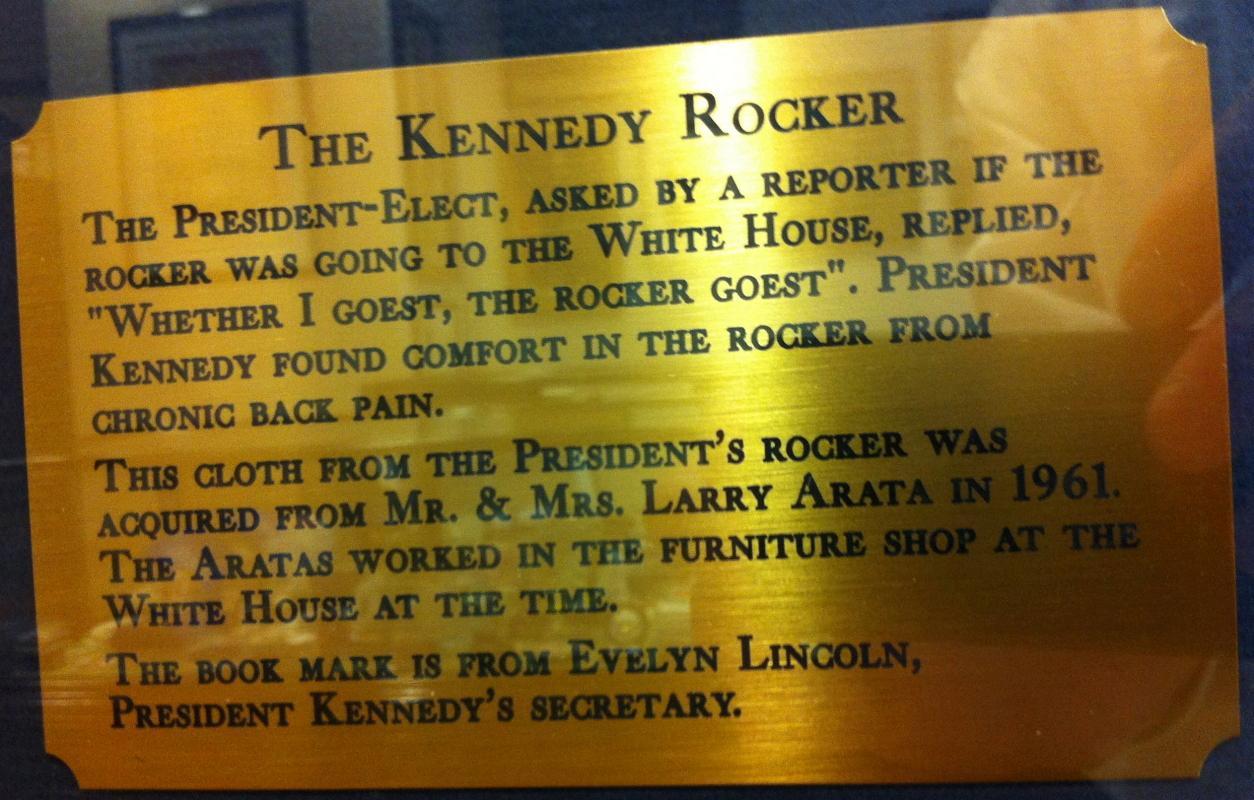 THE KENNEDY ROCKER
THE PRESIDENT-ELECT, ASKED BY A REPORTER IF THE
ROCKER WAS GOING TO THE WHITE HOUSE, REPLIED,
"WHETHER I GOEST, THE ROCKER GOEST". PRESIDENT
KENNEDY FOUND COMFORT IN THE ROCKER FROM
CHRONIC BACK PAIN.
THIS CLOTH FROM THE PRESIDENT'S ROCKER WAS
ACQUIRED FROM MR. & MRS. LARRY ARATA IN 1961.
THE ARATAS WORKED IN THE FURNITURE SHOP AT THE
WHITE HOUSE AT THE TIME.
THE BOOK MARK IS FROM EVELYN LINCOLN,
PRESIDENT KENNEDY'S SECRETARY.